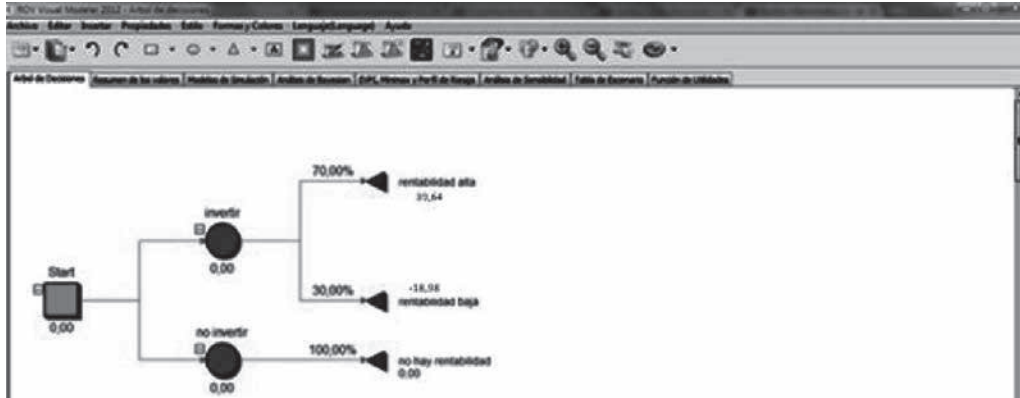 ROV Visual Modeler 2012 - Arbol de decisiones
Archivo Editar Insertar Propiedades Estilo Formas y Colores Lenguaje(Language) Ayuda
Arbol de Decisiones Resumen de los valores Modelos de Simulación Análisis de Bayesian EVPI, Minimax y Perfil de Riesgo Análisis de Sensibilidad Tabla de Escenario Función de Utilidades
70,00%
rentabilidad alta
invertir
0,00
Start
0,00
30,00%
-18,98
rentabilidad baja
no invertir
100,00%
no hay rentabilidad
0,00
0,00